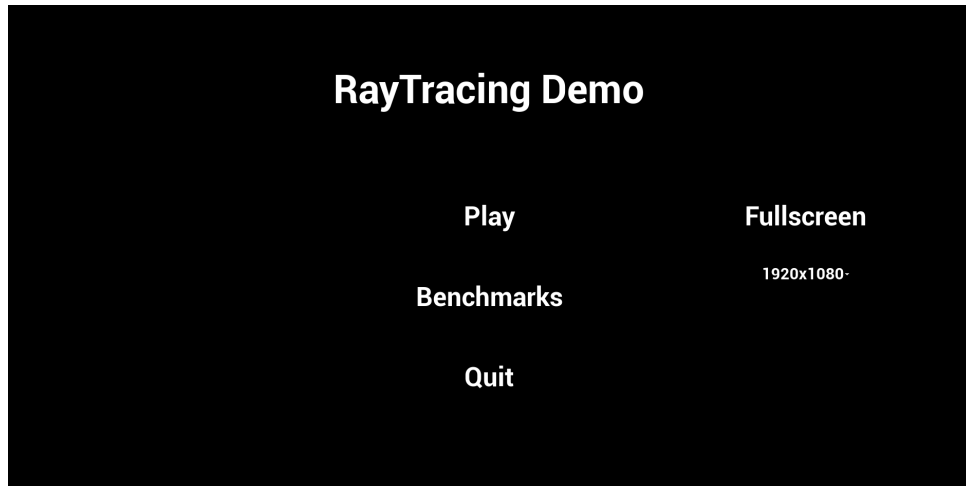 RayTracing Demo
Play
Fullscreen
1920x1080
Benchmarks
Quit